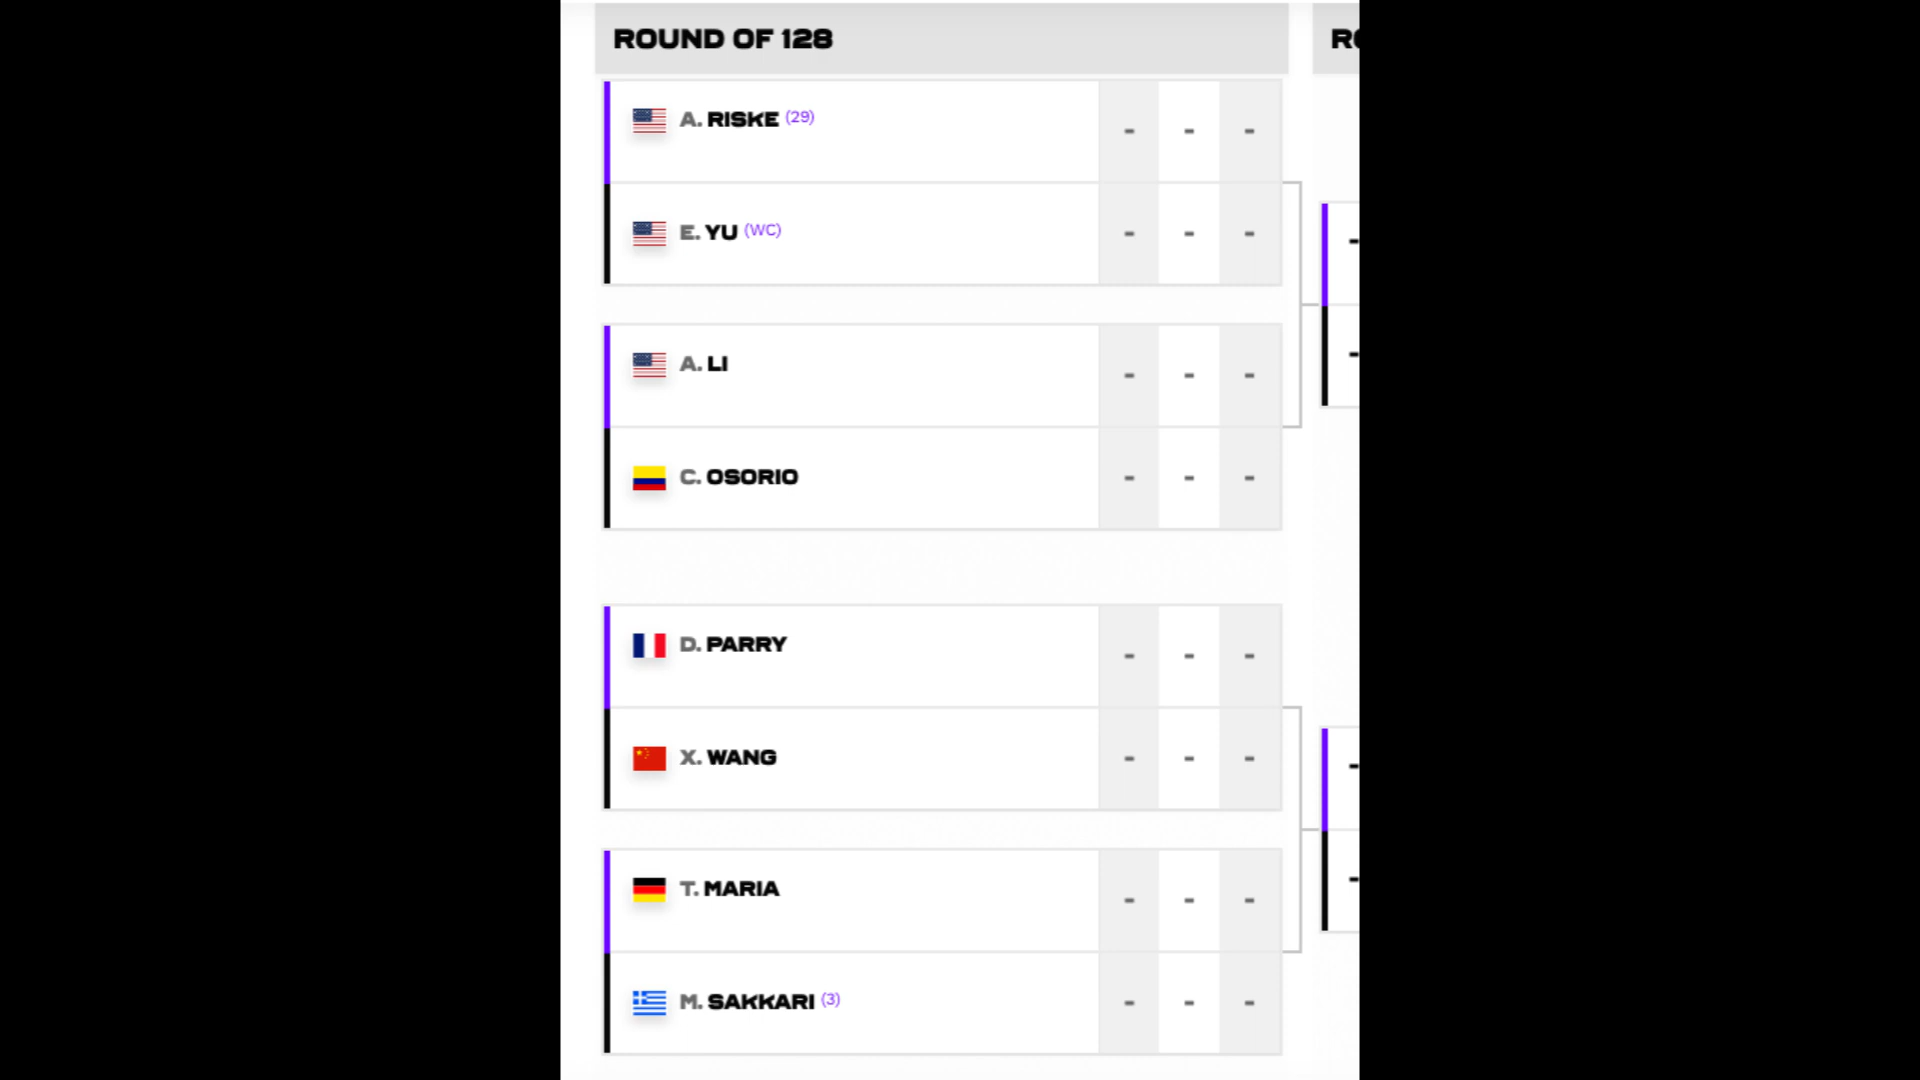 ROUND OF 128
A. RISKE (29) - - -
E. YU (WC) - - -
A. LI - - -
C. OSORIO - - -
D. PARRY - - -
X. WANG - - -
T. MARIA - - -
M. SAKKARI (3) - - -